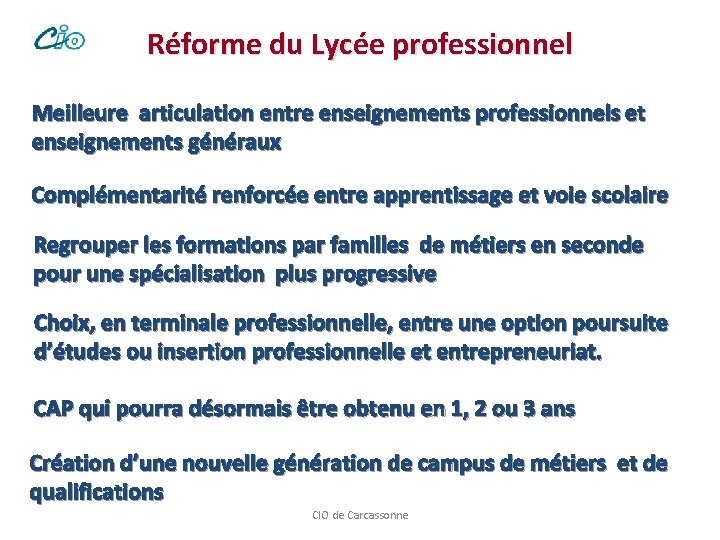 Cio
Réforme du Lycée professionnel
Meilleure articulation entre enseignements professionnels et
enseignements généraux
Complémentarité renforcée entre apprentissage et voie scolaire
Regrouper les formations par familles de métiers en seconde
pour une spécialisation plus progressive
Choix, en terminale professionnelle, entre une option poursuite
d’études ou insertion professionnelle et entrepreneuriat.
CAP qui pourra désormais être obtenu en 1, 2 ou 3 ans
Création d’une nouvelle génération de campus de métiers et de
qualifications
CIO de Carcassonne